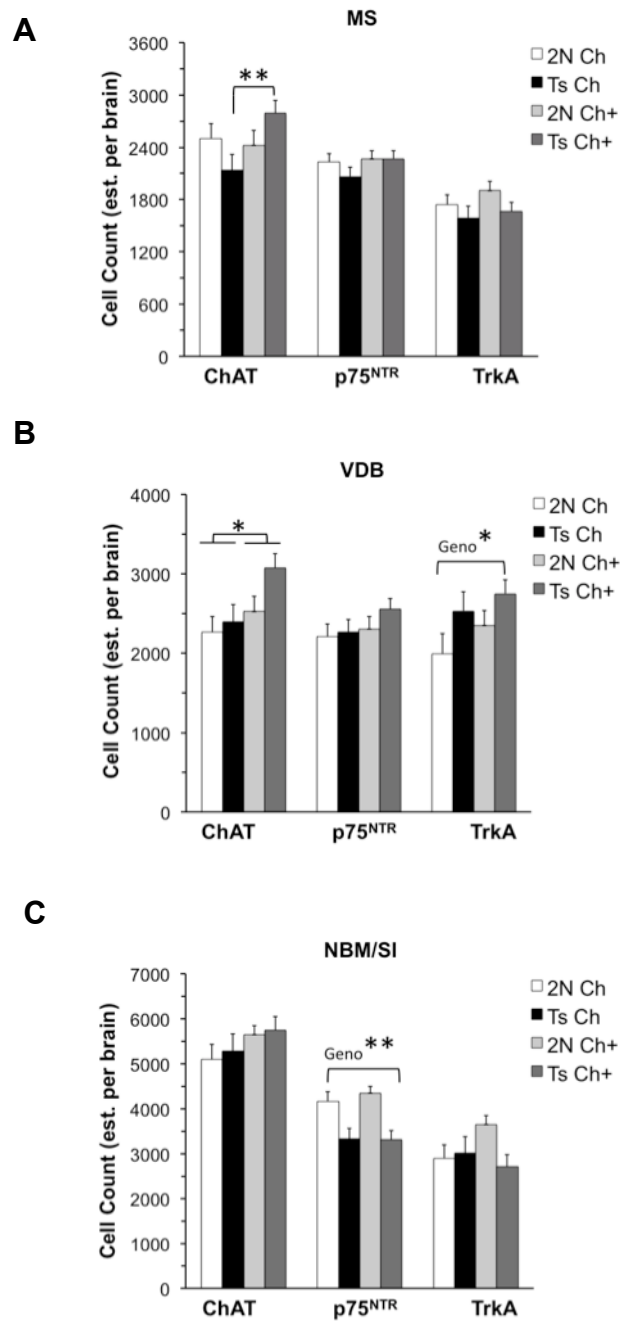 A
MS
Cell Count (est. per brain)
3600
3000
2400
1800
1200
600
0
**
2N Ch
Ts Ch
2N Ch+
Ts Ch+
ChAT p75NTR TrkA
B
VDB
Cell Count (est. per brain)
4000
3000
2000
1000
0
*
Geno *
2N Ch
Ts Ch
2N Ch+
Ts Ch+
ChAT p75NTR TrkA
C
NBM/SI
Cell Count (est. per brain)
7000
6000
5000
4000
3000
2000
1000
0
Geno **
2N Ch
Ts Ch
2N Ch+
Ts Ch+
ChAT p75NTR TrkA